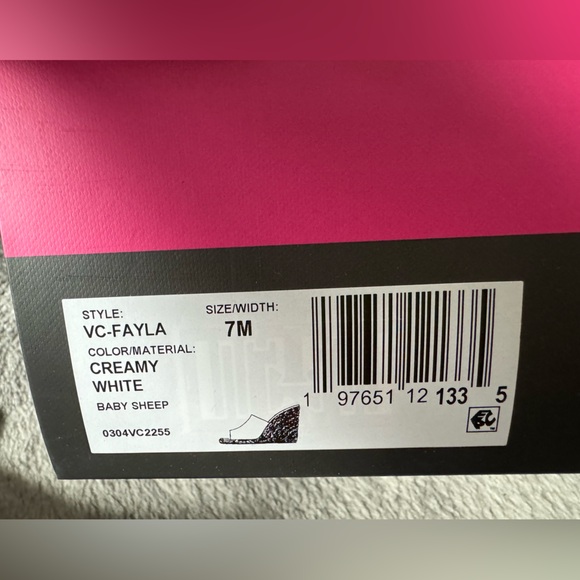 STYLE:
VC-FAYLA
SIZE/WIDTH:
7M
COLOR/MATERIAL:
CREAMY
WHITE
BABY SHEEP
0304VC2255
1 97651 12 133 5